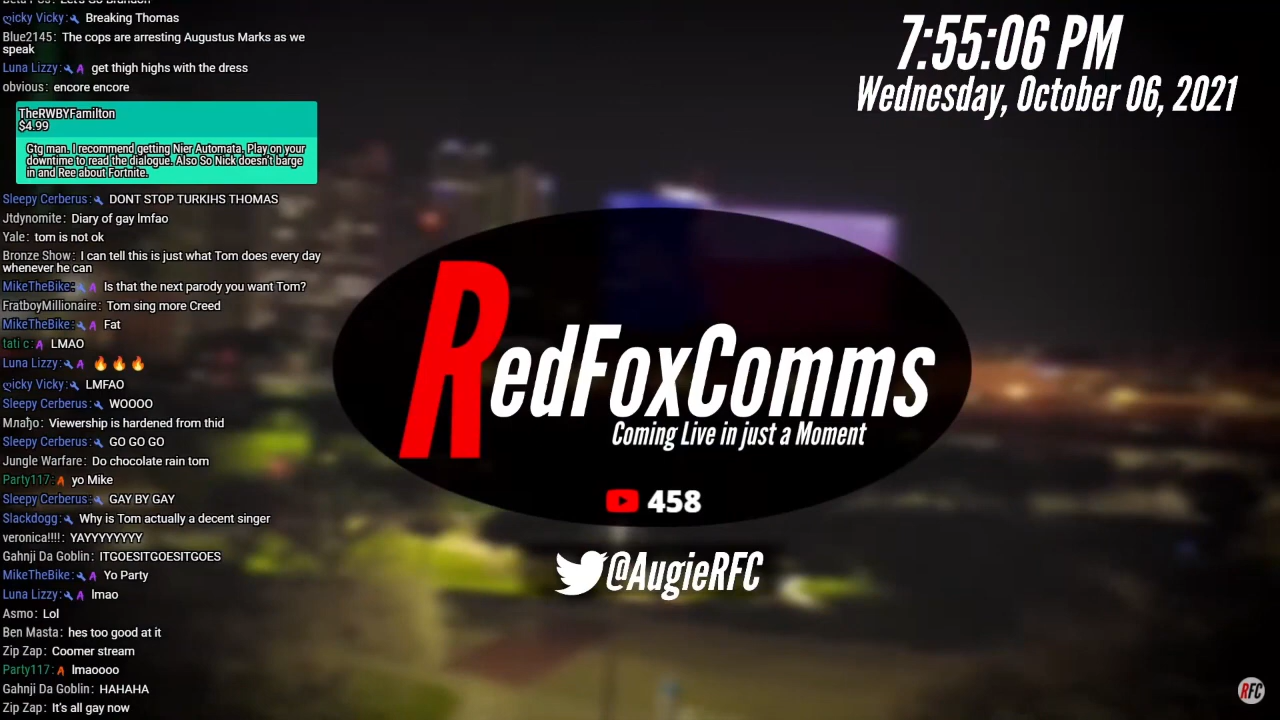 Breaking Thomas
Blue2145: The cops are arresting Augustus Marks as we
speak
Luna Lizzy: get thigh highs with the dress
obvious: encore encore
TheRWBYFamilton
$4.99
Gtg man. I recommend getting Nier Automata. Play on your
downtime to read the dialogue. Also So Nick doesn't barge
in and Ree about Fortnite.
Sleepy Cerberus: DONT STOP TURKIHS THOMAS
Jtdynomite: Diary of gay lmfao
Yale: tom is not ok
Bronze Show: I can tell this is just what Tom does every day
whenever he can
MikeTheBike: Is that the next parody you want Tom?
FratboyMillionaire: Tom sing more Creed
MikeTheBike: Fat
tati c: LMAO
Luna Lizzy: 🔥🔥🔥
Vicky: LMFAO
Sleepy Cerberus: WOOOO
Viewership is hardened from thid
Sleepy Cerberus: GO GO GO
Jungle Warfare: Do chocolate rain tom
Party117: yo Mike
Sleepy Cerberus: GAY BY GAY
Slackdogg: Why is Tom actually a decent singer
veronica!!!!: YAYYYYYYYY
Gahnji Da Goblin: ITGOESITGOESITGOES
MikeTheBike: Yo Party
Luna Lizzy: lmao
Asmo: Lol
Ben Masta: hes too good at it
Zip Zap: Coomer stream
Party117: lmaoooo
Gahnji Da Goblin: HAHAHA
Zip Zap: It's all gay now
7:55:06 PM
Wednesday, October 06, 2021
RedFoxComms
Coming Live in just a Moment
458
@AugieRFC
RFC